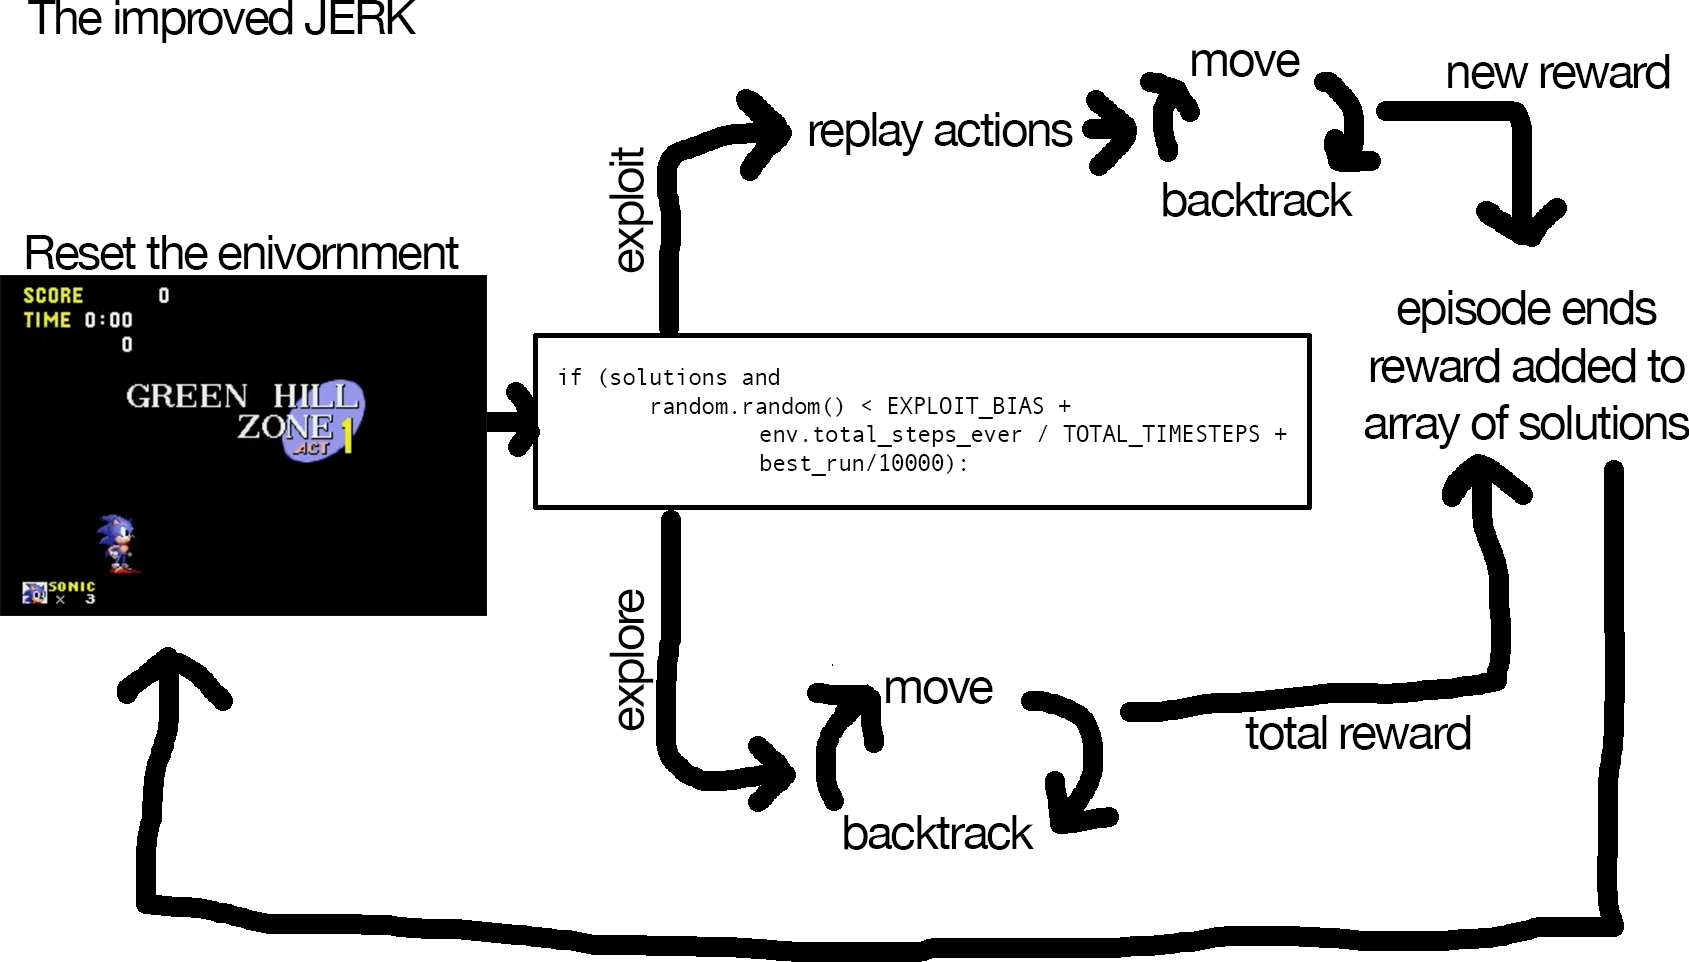 The improved JERK
move
new reward
replay actions
backtrack
exploit
Reset the enivornment
SCORE 0
TIME 0:00
0
GREEN HILL
ZONE 1
ACT
SONIC
× 3
if (solutions and
random.random() < EXPLOIT_BIAS +
env.total_steps_ever / TOTAL_TIMESTEPS +
best_run/10000):
episode ends
reward added to
array of solutions
explore
move
total reward
backtrack